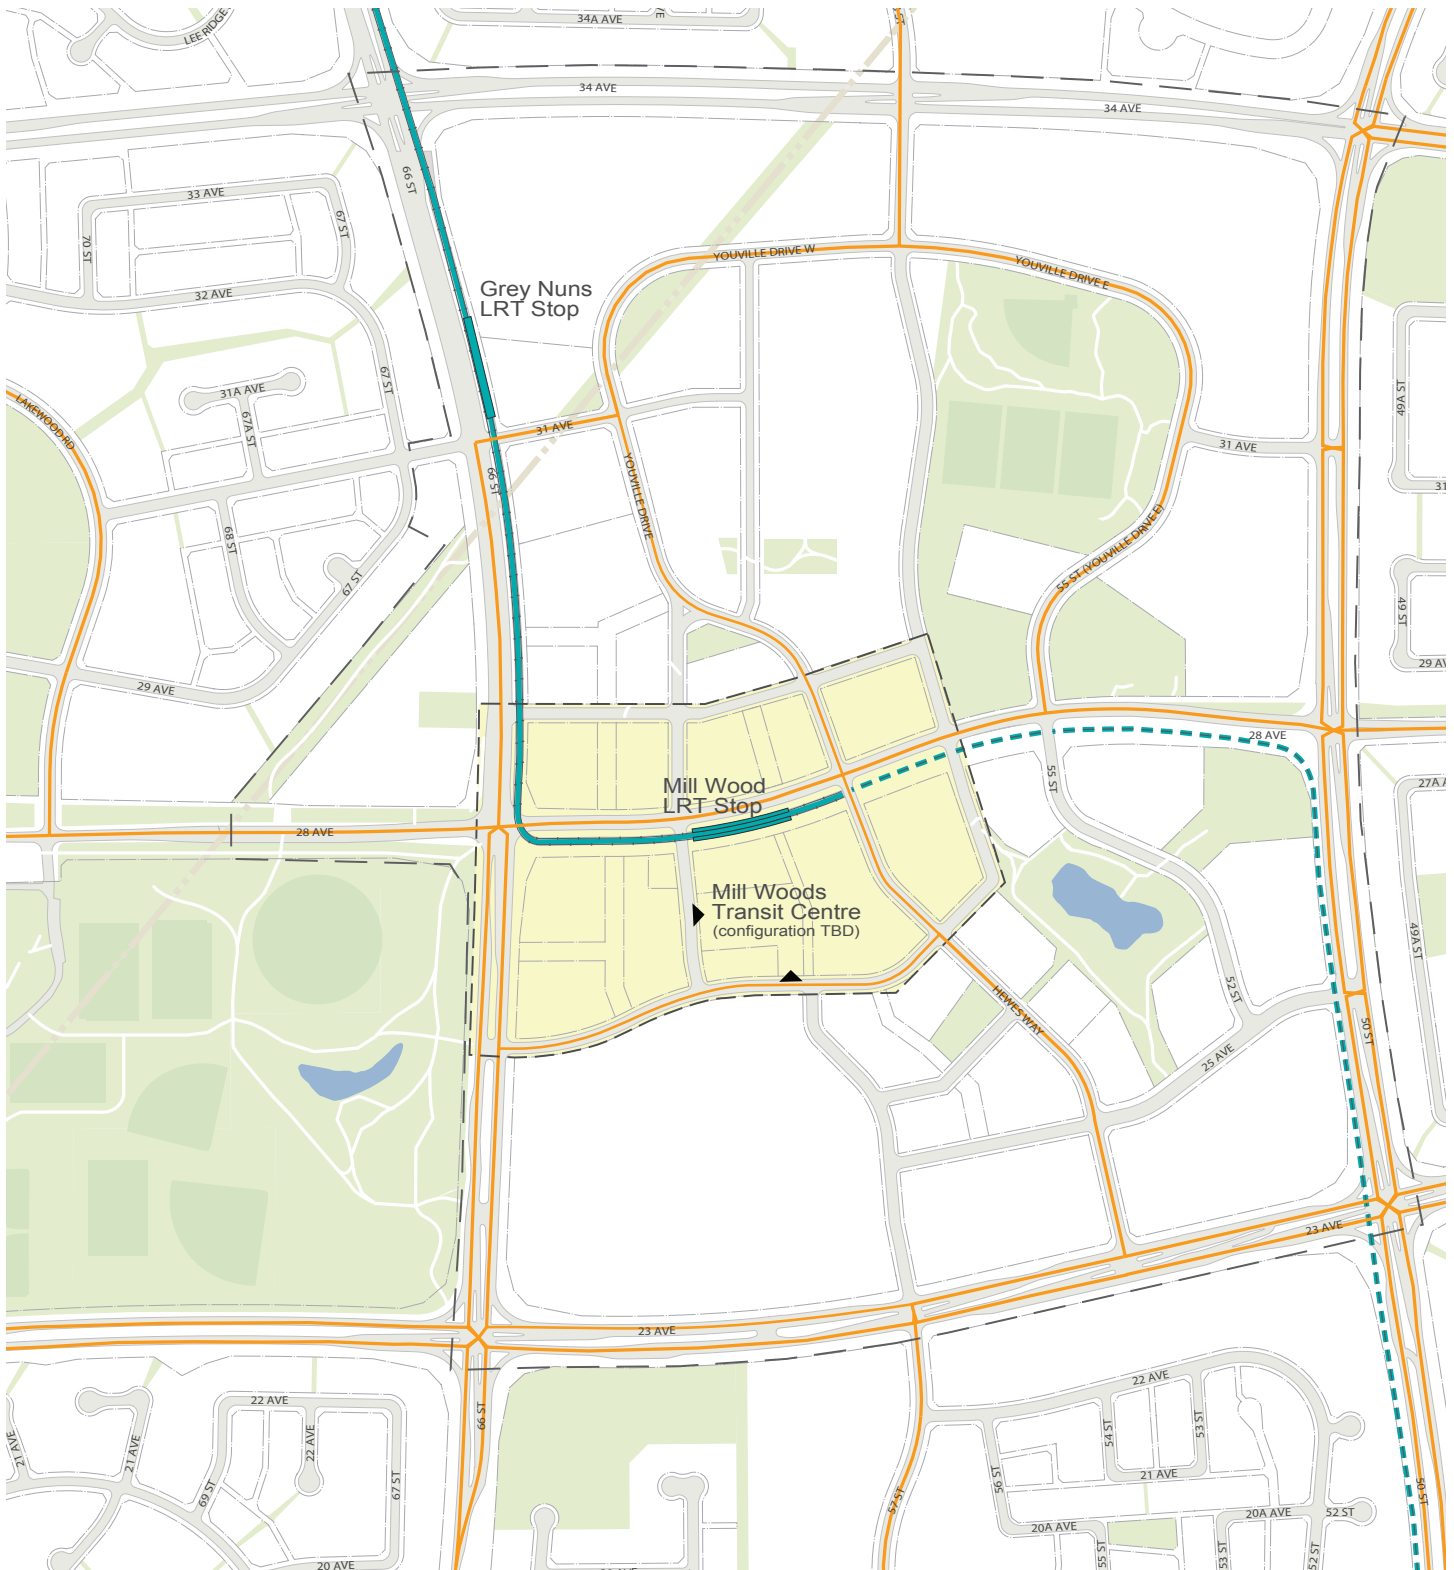 34A AVE
LEE RIDGE
34 AVE
34 AVE
66 ST
33 AVE
67 ST
70 ST
YOUVILLE DRIVE W
YOUVILLE DRIVE E
32 AVE
Grey Nuns
LRT Stop
67 ST
31A AVE
67A ST
LAKEWOOD RD
31 AVE
49A ST
31 AVE
66 ST
YOUVILLE DRIVE
31
68 ST
67 ST
55 ST (YOUVILLE DRIVE E)
49 ST
29 AVE
29 AV
28 AVE
55 ST
27A A
Mill Wood
LRT Stop
28 AVE
Mill Woods
Transit Centre
(configuration TBD)
49A ST
52 ST
HEWES WAY
50 ST
25 AVE
23 AVE
23 AVE
22 AVE
22 AVE
66 ST
54 ST
53 ST
21 AVE
21 AVE
22 AVE
21 AVE
69 ST
67 ST
56 ST
57 ST
50 ST
20A AVE
20A AVE
52 ST
55 ST
53 ST
52 ST
20 AVE